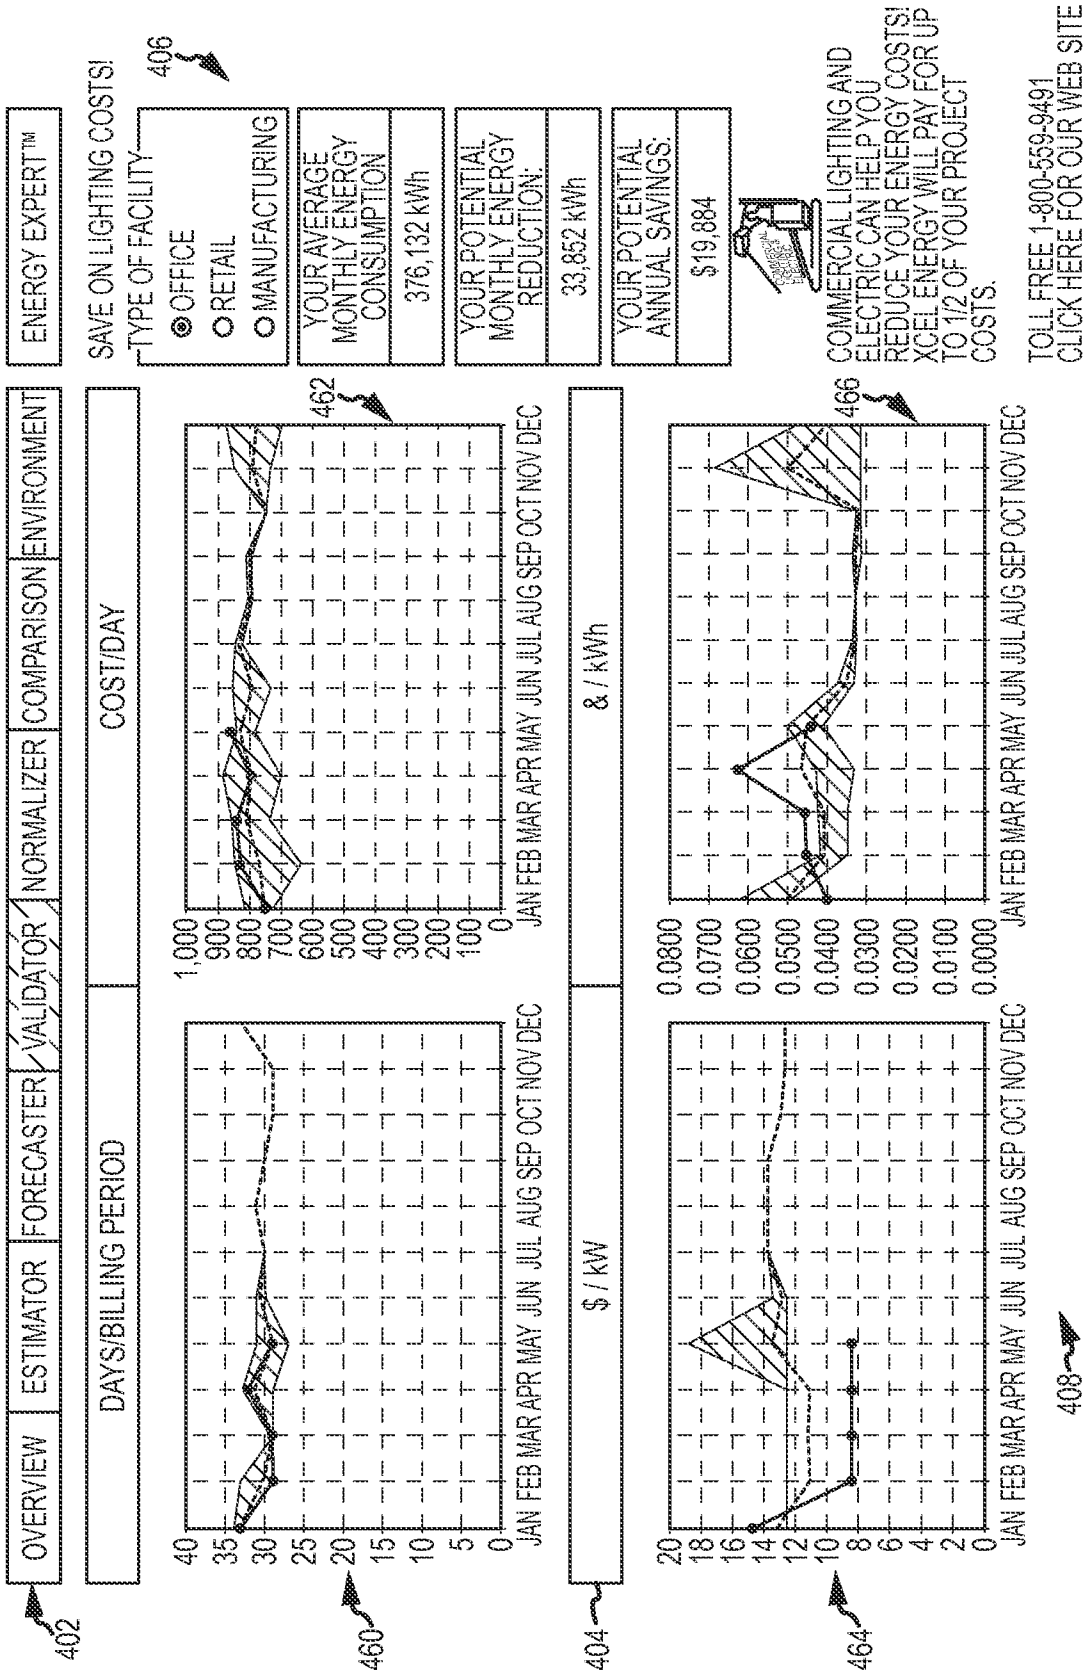 OVERVIEW
ESTIMATOR
FORECASTER
VALIDATOR
NORMALIZER
COMPARISON
ENVIRONMENT
ENERGY EXPERT™
402
DAYS/BILLING PERIOD
COST/DAY
40
35
30
25
20
15
10
5
0
JAN FEB MAR APR MAY JUN JUL AUG SEP OCT NOV DEC
460
1,000
900
800
700
600
500
400
300
200
100
0
JAN FEB MAR APR MAY JUN JUL AUG SEP OCT NOV DEC
462
404
$ / kW
& / kWh
20
18
16
14
12
10
8
6
4
2
0
JAN FEB MAR APR MAY JUN JUL AUG SEP OCT NOV DEC
464
0.0800
0.0700
0.0600
0.0500
0.0400
0.0300
0.0200
0.0100
0.0000
JAN FEB MAR APR MAY JUN JUL AUG SEP OCT NOV DEC
466
SAVE ON LIGHTING COSTS!
TYPE OF FACILITY
OFFICE
RETAIL
MANUFACTURING
406
YOUR AVERAGE
MONTHLY ENERGY
CONSUMPTION
376,132 kWh
YOUR POTENTIAL
MONTHLY ENERGY
REDUCTION:
33,852 kWh
YOUR POTENTIAL
ANNUAL SAVINGS:
$19,884
COMMERCIAL LIGHTING AND
ELECTRIC CAN HELP YOU
REDUCE YOUR ENERGY COSTS!
XCEL ENERGY WILL PAY FOR UP
TO 1/2 OF YOUR PROJECT
COSTS.
TOLL FREE 1-800-559-9491
CLICK HERE FOR OUR WEB SITE
408